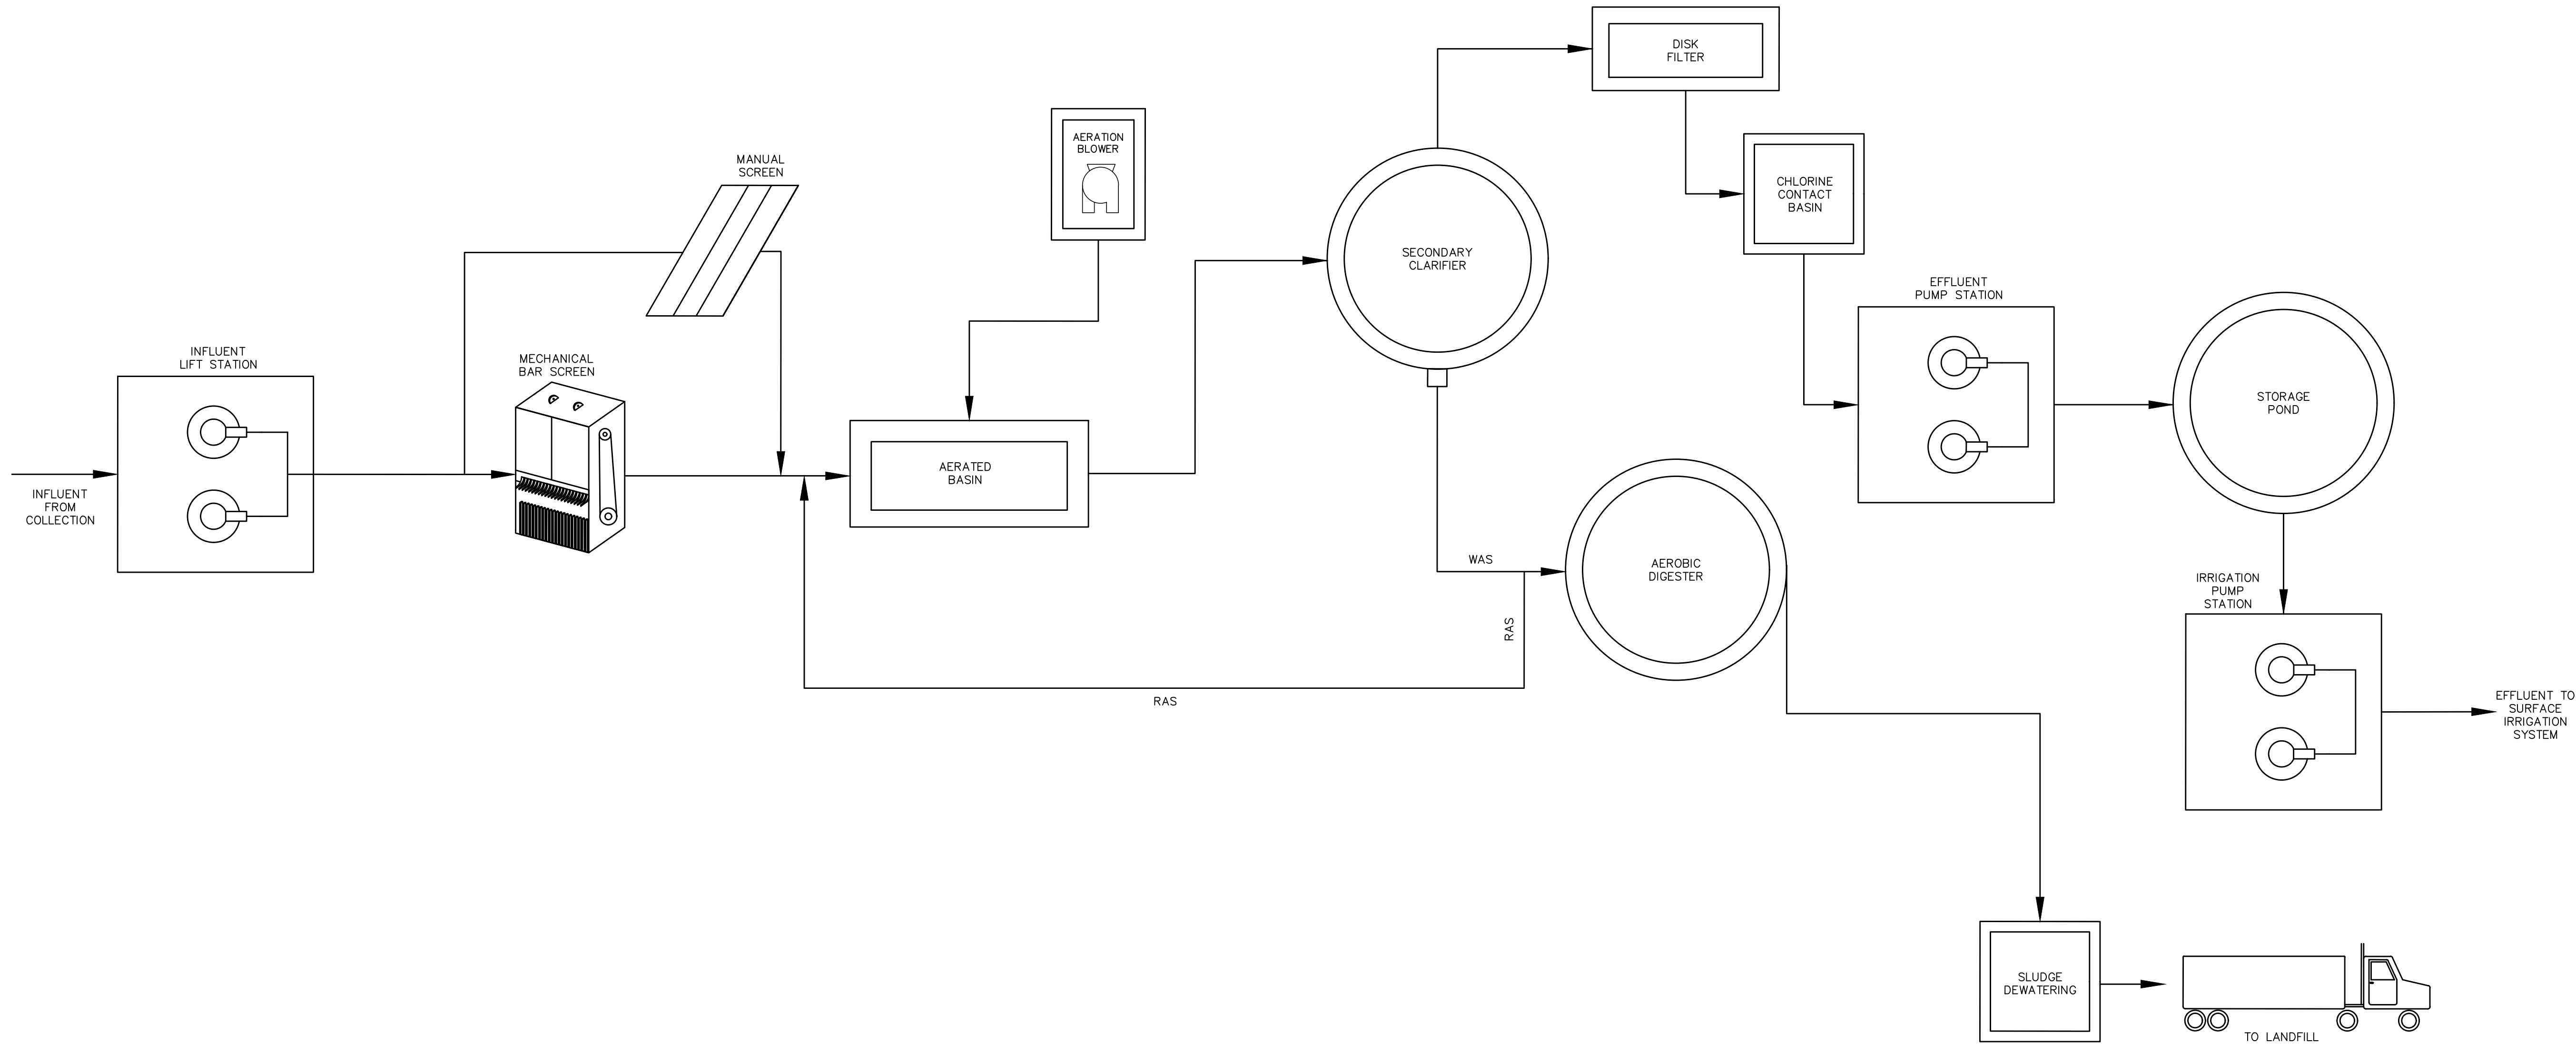 DISK
FILTER
AERATION
BLOWER
MANUAL
SCREEN
CHLORINE
CONTACT
BASIN
SECONDARY
CLARIFIER
EFFLUENT
PUMP STATION
INFLUENT
LIFT STATION
MECHANICAL
BAR SCREEN
STORAGE
POND
AERATED
BASIN
INFLUENT
FROM
COLLECTION
WAS
AEROBIC
DIGESTER
IRRIGATION
PUMP
STATION
RAS
RAS
EFFLUENT TO
SURFACE
IRRIGATION
SYSTEM
SLUDGE
DEWATERING
TO LANDFILL